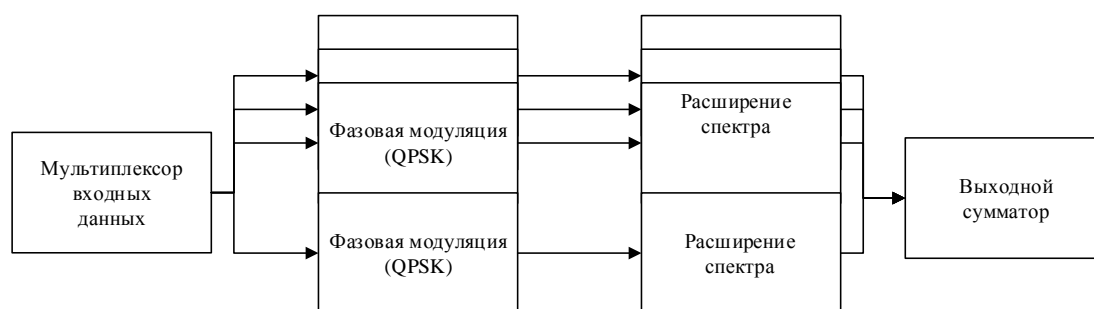 Мультиплексор
входных
данных
Фазовая модуляция
(QPSK)
Расширение
спектра
Фазовая модуляция
(QPSK)
Расширение
спектра
Выходной
сумматор